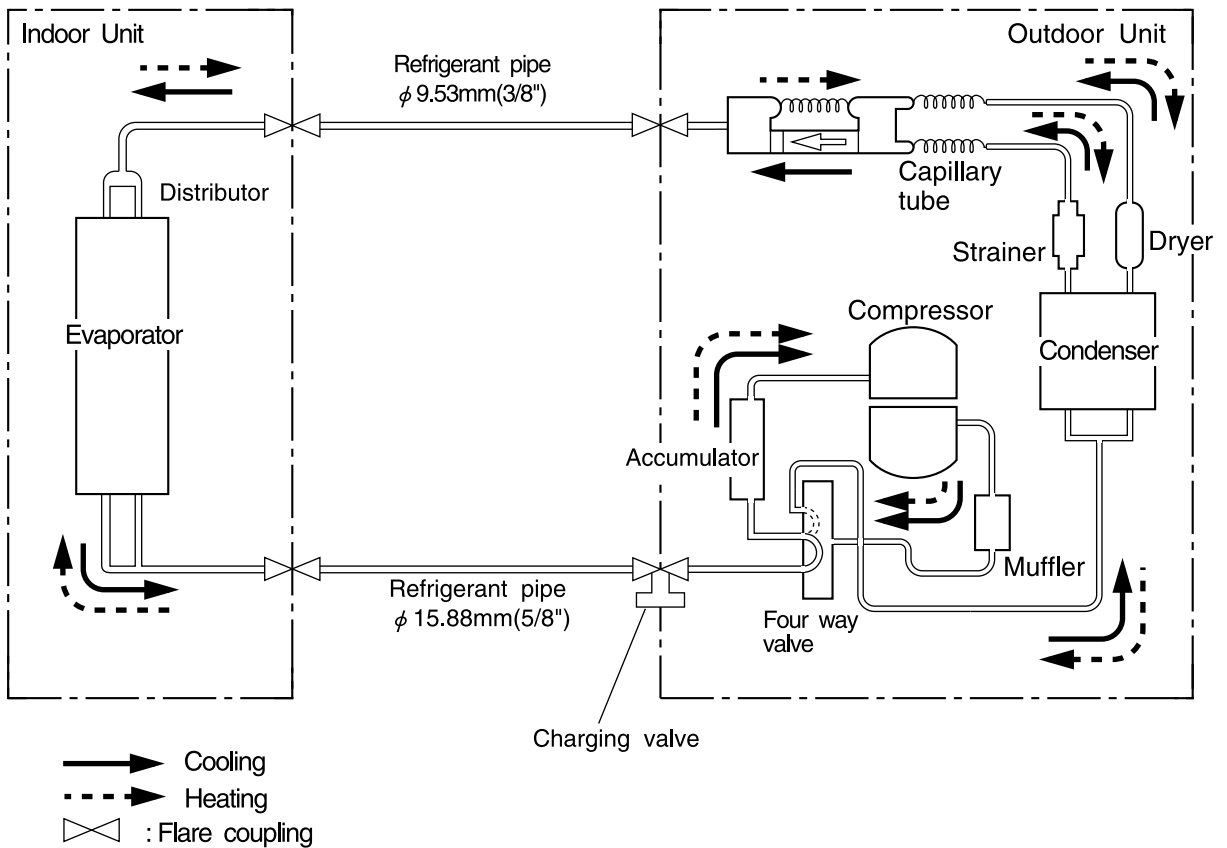 Indoor Unit
Outdoor Unit
Refrigerant pipe
ϕ 9.53mm(3/8")
Distributor
Capillary
tube
Strainer
Dryer
Evaporator
Compressor
Condenser
Accumulator
Muffler
Refrigerant pipe
ϕ 15.88mm(5/8")
Four way
valve
Charging valve
Cooling
Heating
: Flare coupling